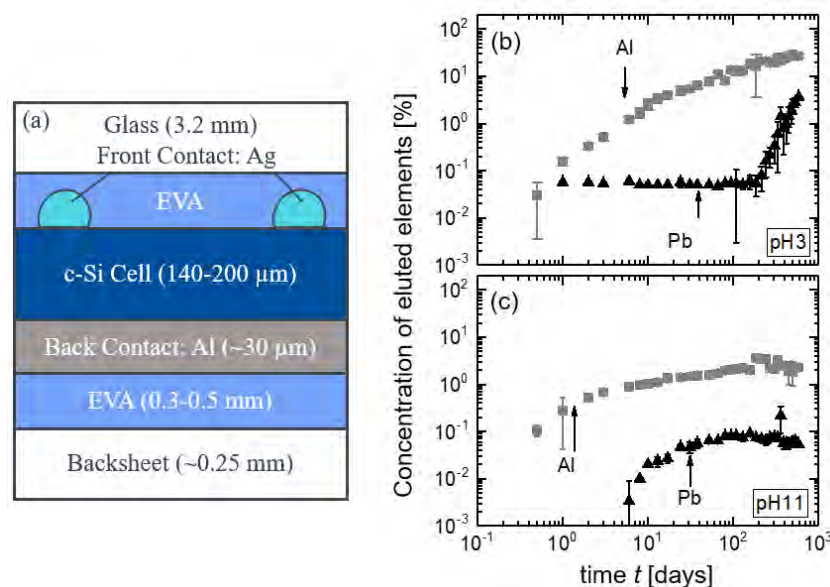 (a)
Glass (3.2 mm)
Front Contact: Ag
EVA
c-Si Cell (140-200 µm)
Back Contact: Al (~30 µm)
EVA (0.3-0.5 mm)
Backsheet (~0.25 mm)
Concentration of eluted elements [%]
10²
10¹
10⁰
10⁻¹
10⁻²
10⁻³
(b)
Al
Pb
pH3
10²
10¹
10⁰
10⁻¹
10⁻²
10⁻³
(c)
Al
Pb
pH11
10⁻¹ 10⁰ 10¹ 10² 10³
time t [days]